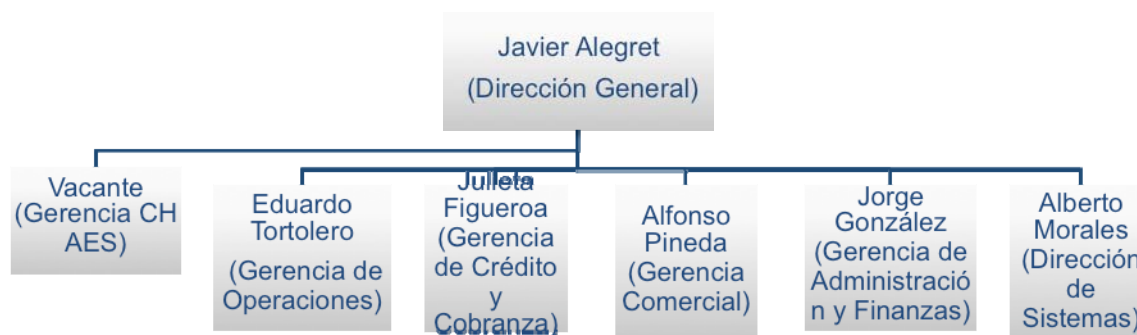 Javier Alegret
(Dirección General)
Vacante
(Gerencia CH
AES)
Eduardo
Tortolero
(Gerencia de
Operaciones)
Julieta
Figueroa
(Gerencia
de Crédito
y
Cobranza)
Alfonso
Pineda
(Gerencia
Comercial)
Jorge
González
(Gerencia de
Administració
n y Finanzas)
Alberto
Morales
(Dirección
de
Sistemas)